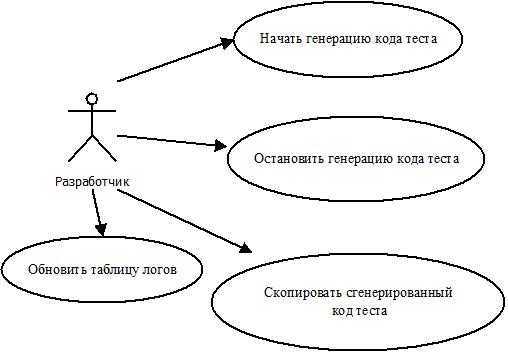 Начать генерацию кода теста
Остановить генерацию кода теста
Разработчик
Обновить таблицу логов
Скопировать сгенерированный
код теста